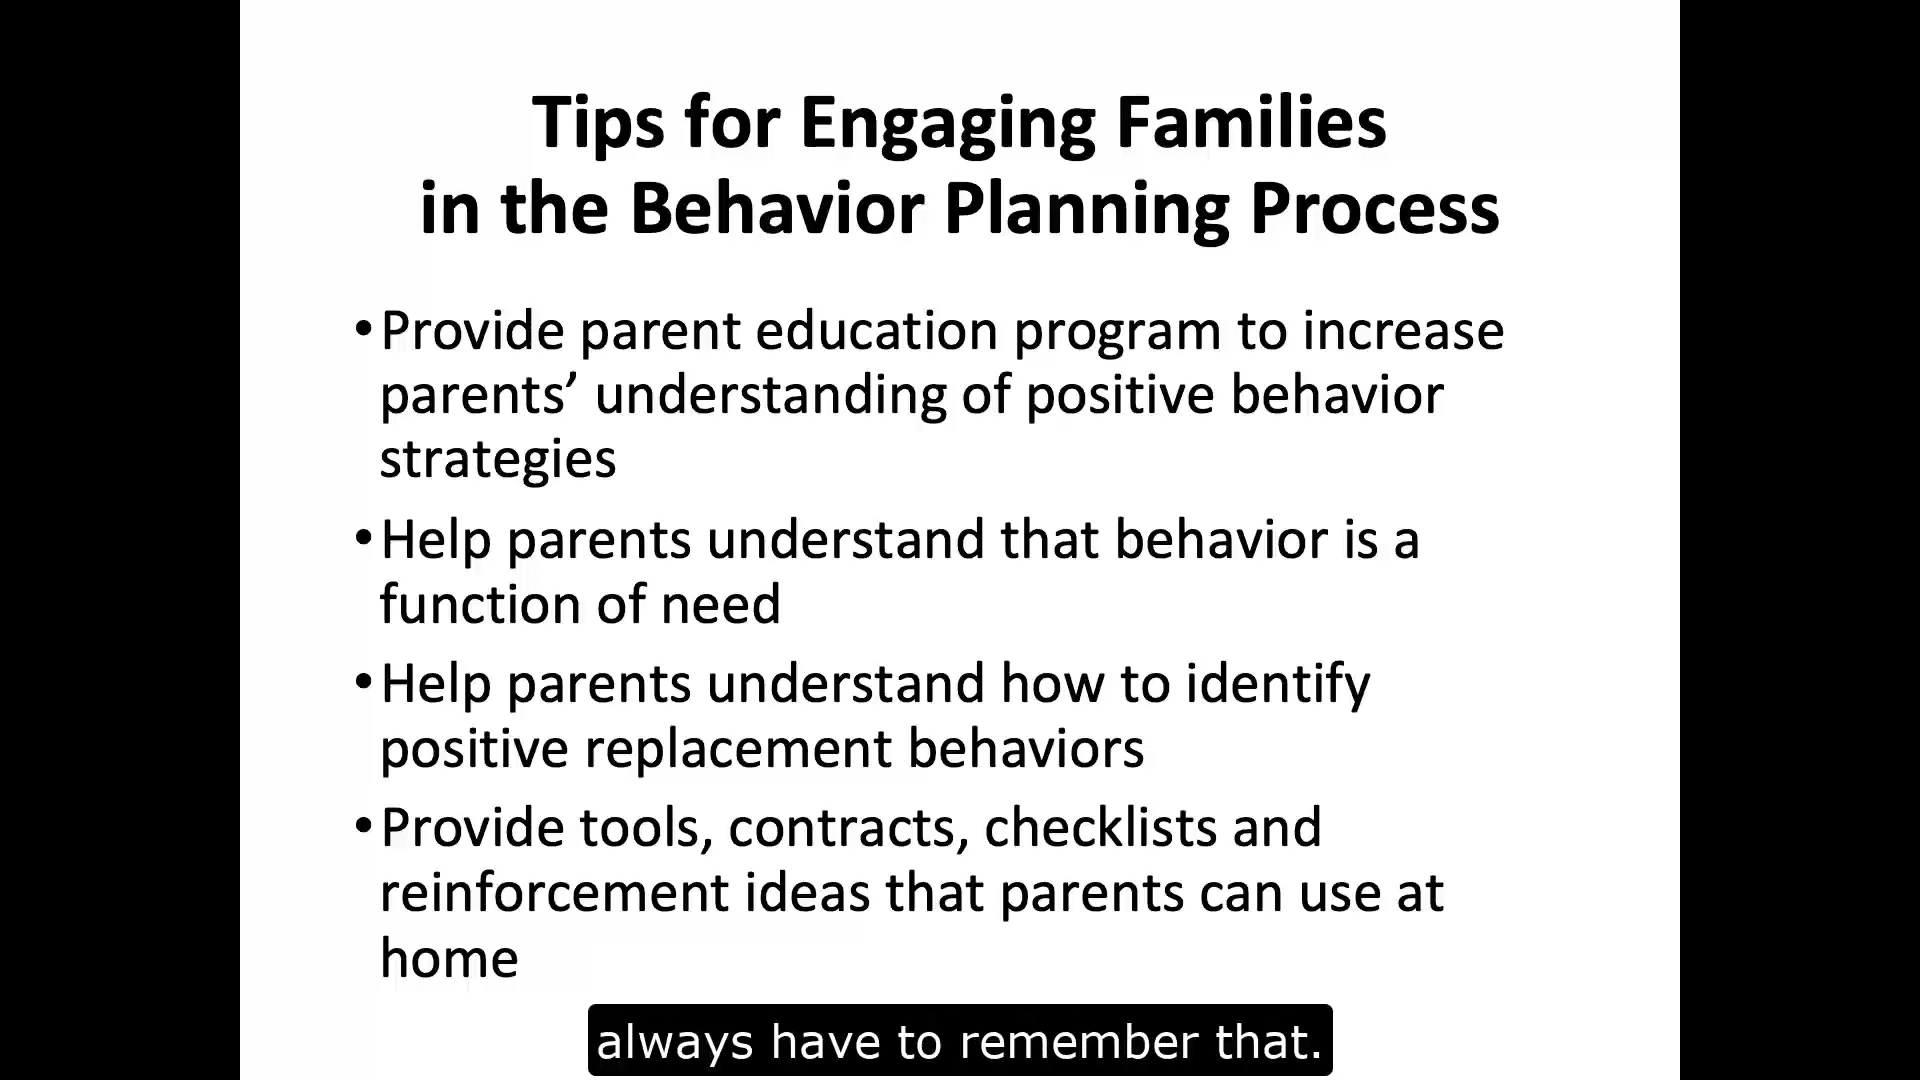 Tips for Engaging Families
in the Behavior Planning Process
•Provide parent education program to increase
parents’ understanding of positive behavior
strategies
•Help parents understand that behavior is a
function of need
•Help parents understand how to identify
positive replacement behaviors
•Provide tools, contracts, checklists and
reinforcement ideas that parents can use at
home
always have to remember that.